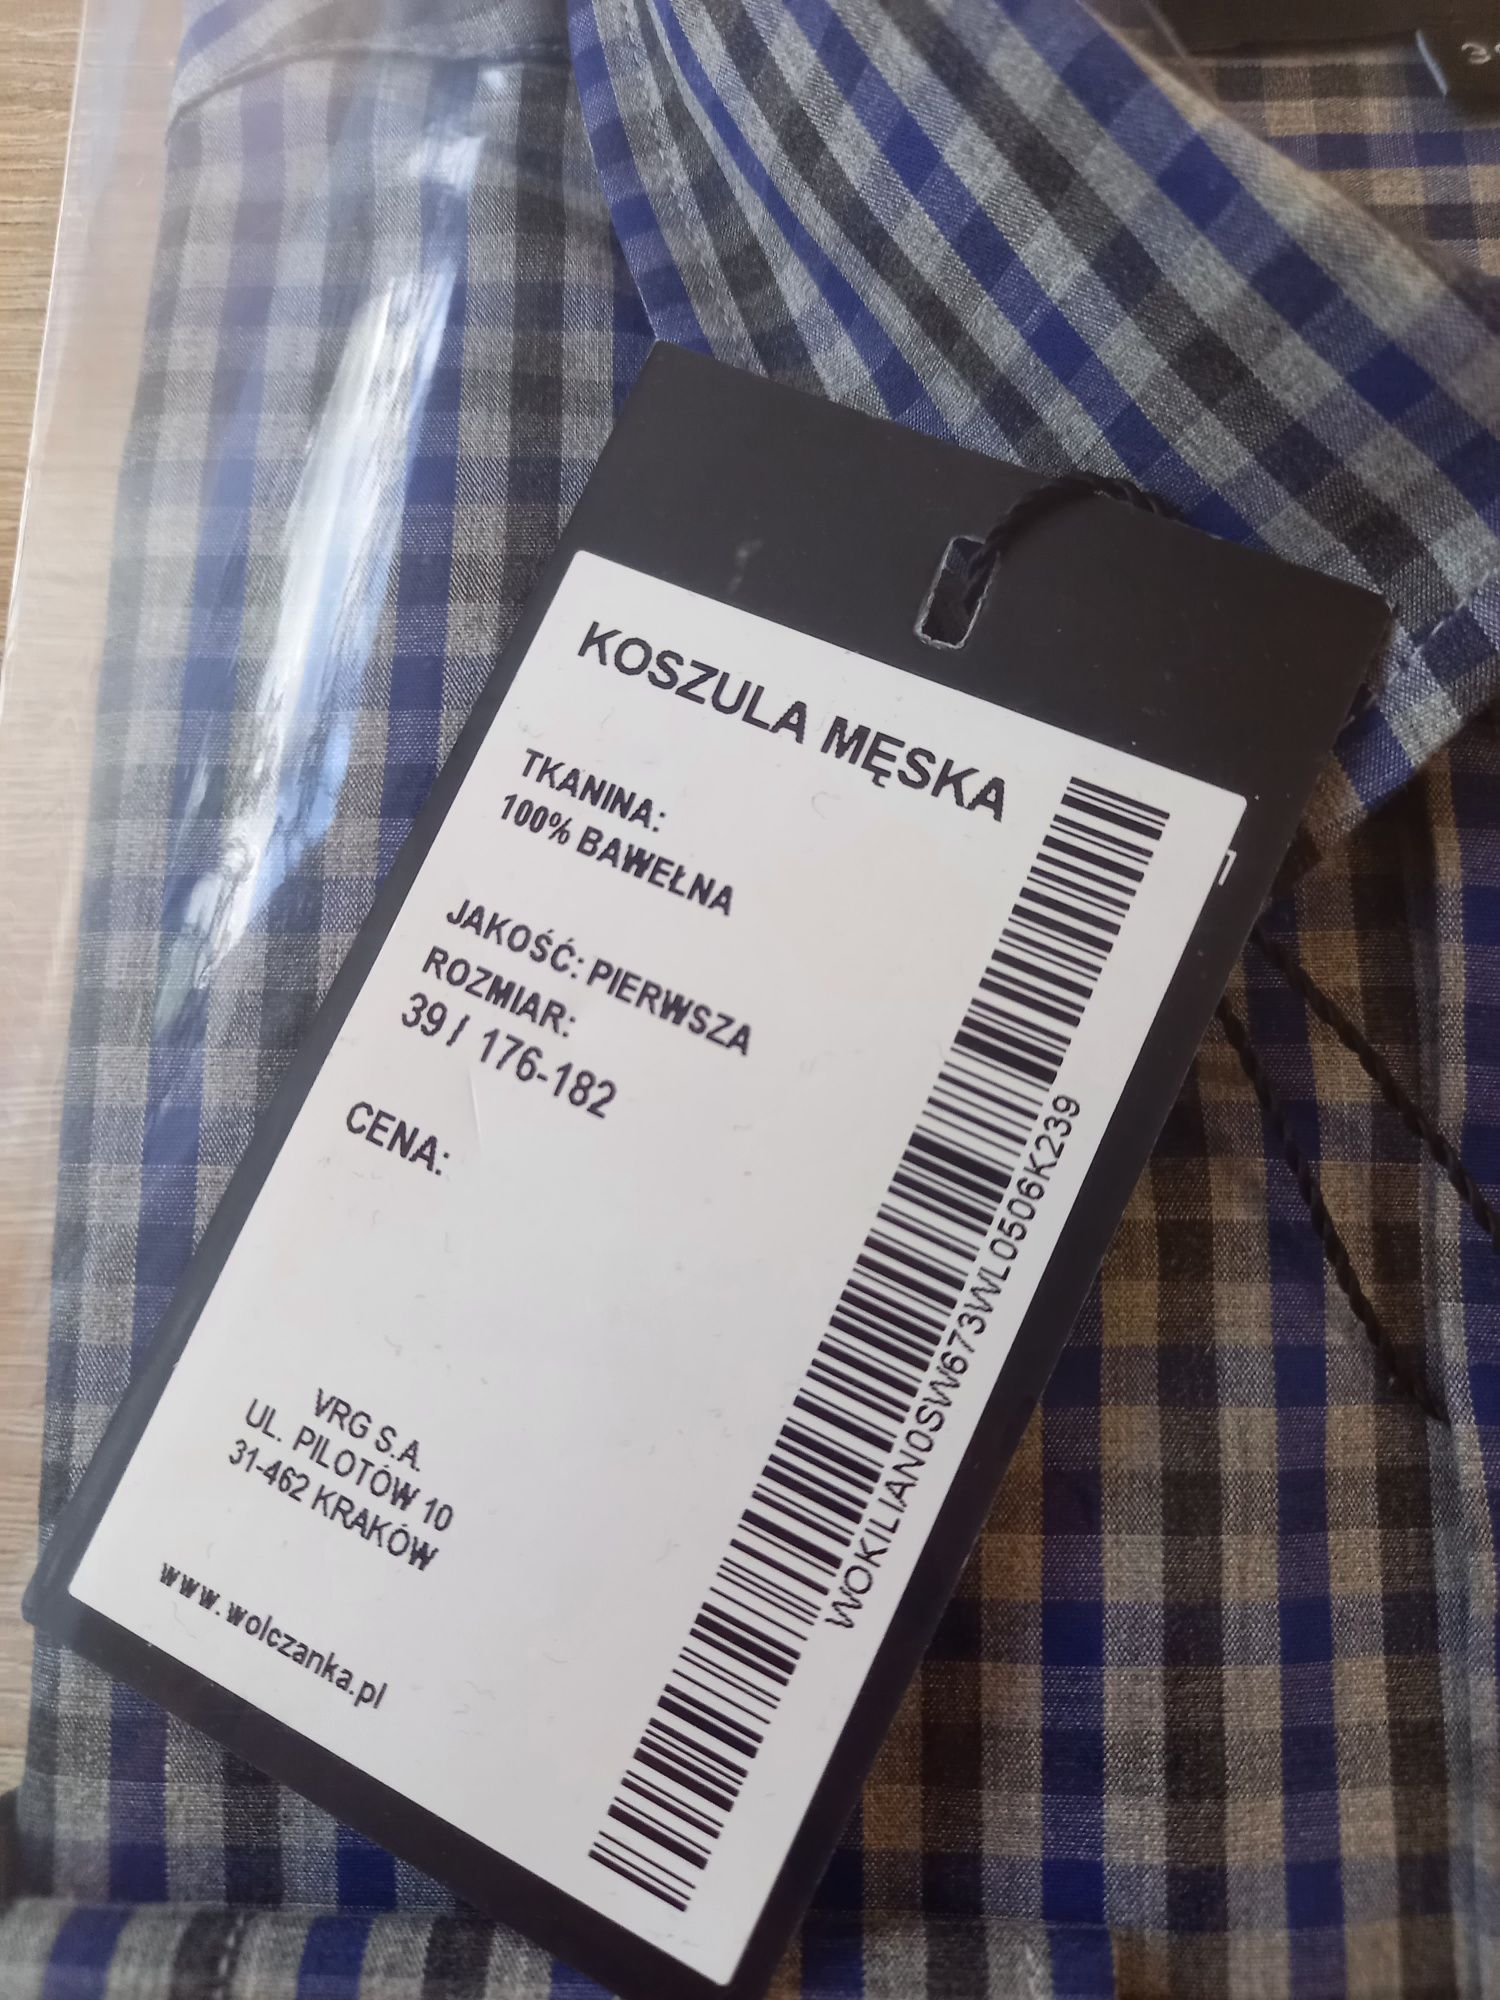 KOSZULA MĘSKA
TKANINA:
100% BAWEŁNA
JAKOŚĆ: PIERWSZA
ROZMIAR:
39 / 176-182
CENA:
VRG S.A.
UL. PILOTÓW 10
31-462 KRAKÓW
www.wolczanka.pl
WOKILIAN0SW673WL0506K239